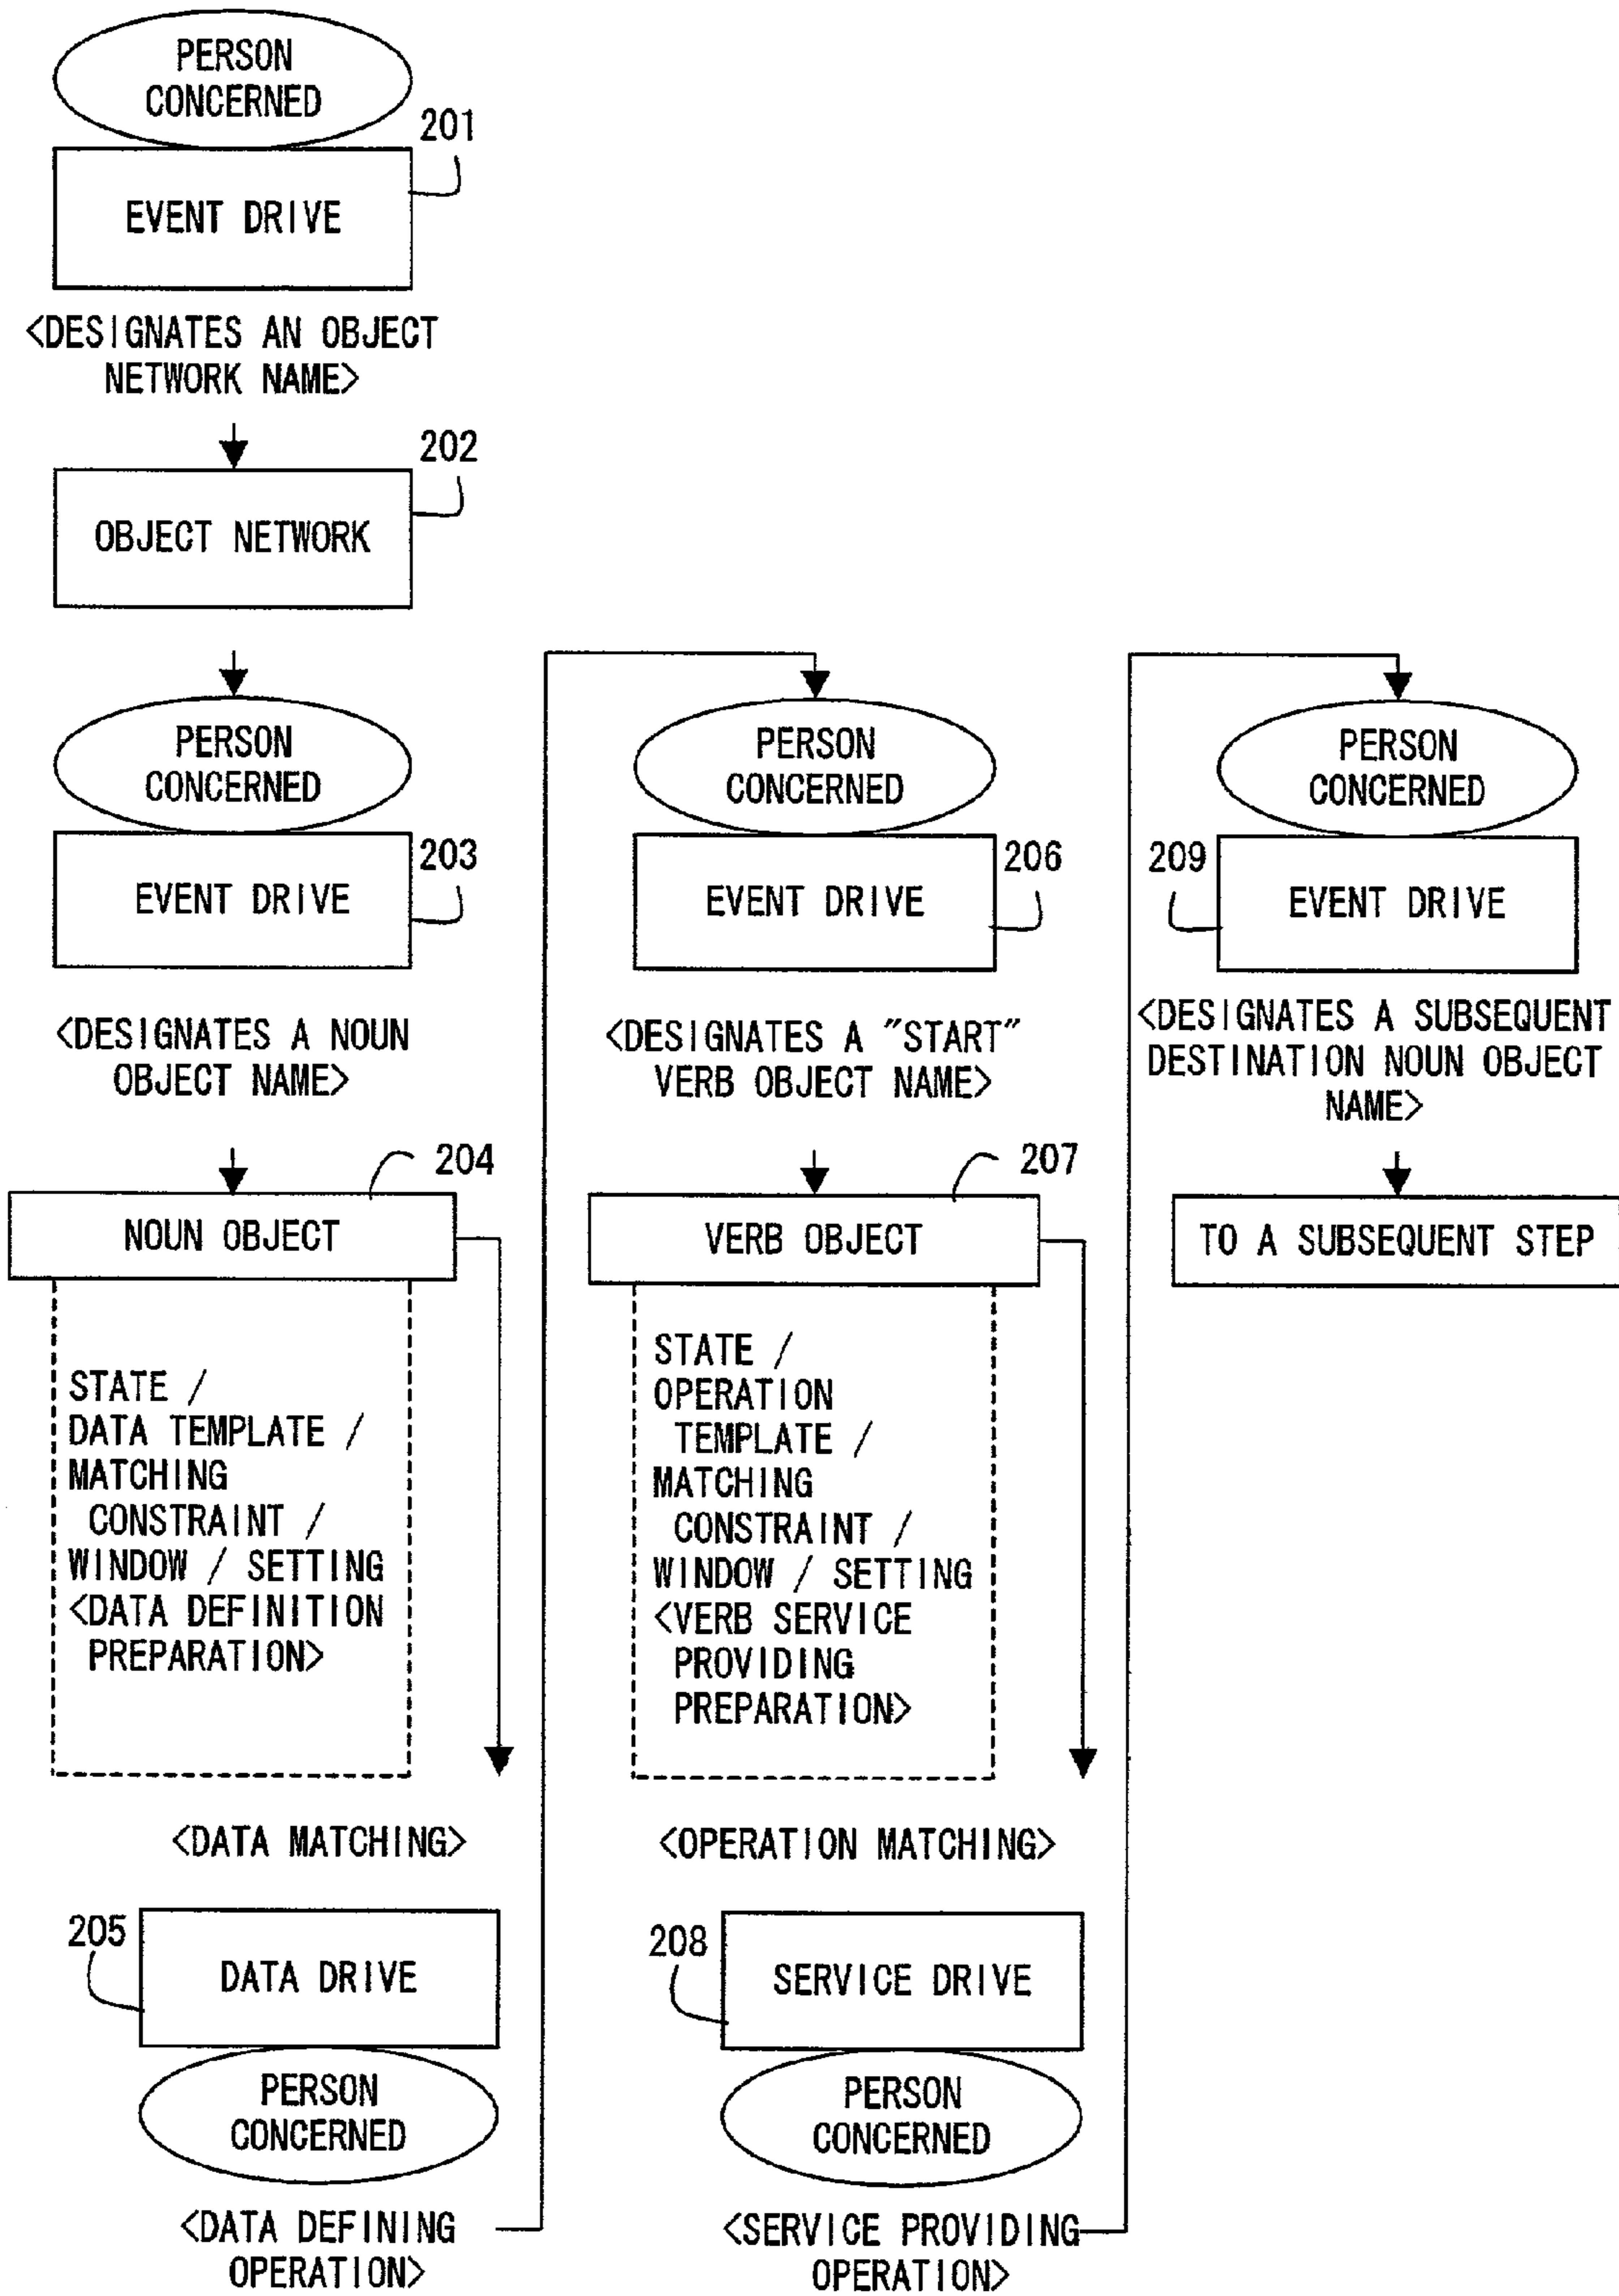 PERSON
CONCERNED
201
EVENT DRIVE
<DESIGNATES AN OBJECT
NETWORK NAME>
202
OBJECT NETWORK
PERSON
CONCERNED
203
EVENT DRIVE
<DESIGNATES A NOUN
OBJECT NAME>
204
NOUN OBJECT
STATE /
DATA TEMPLATE /
MATCHING
CONSTRAINT /
WINDOW / SETTING
<DATA DEFINITION
PREPARATION>
<DATA MATCHING>
205
DATA DRIVE
PERSON
CONCERNED
<DATA DEFINING
OPERATION>
PERSON
CONCERNED
206
EVENT DRIVE
<DESIGNATES A "START"
VERB OBJECT NAME>
207
VERB OBJECT
STATE /
OPERATION
TEMPLATE /
MATCHING
CONSTRAINT /
WINDOW / SETTING
<VERB SERVICE
PROVIDING
PREPARATION>
<OPERATION MATCHING>
208
SERVICE DRIVE
PERSON
CONCERNED
<SERVICE PROVIDING
OPERATION>
PERSON
CONCERNED
209
EVENT DRIVE
<DESIGNATES A SUBSEQUENT
DESTINATION NOUN OBJECT
NAME>
TO A SUBSEQUENT STEP